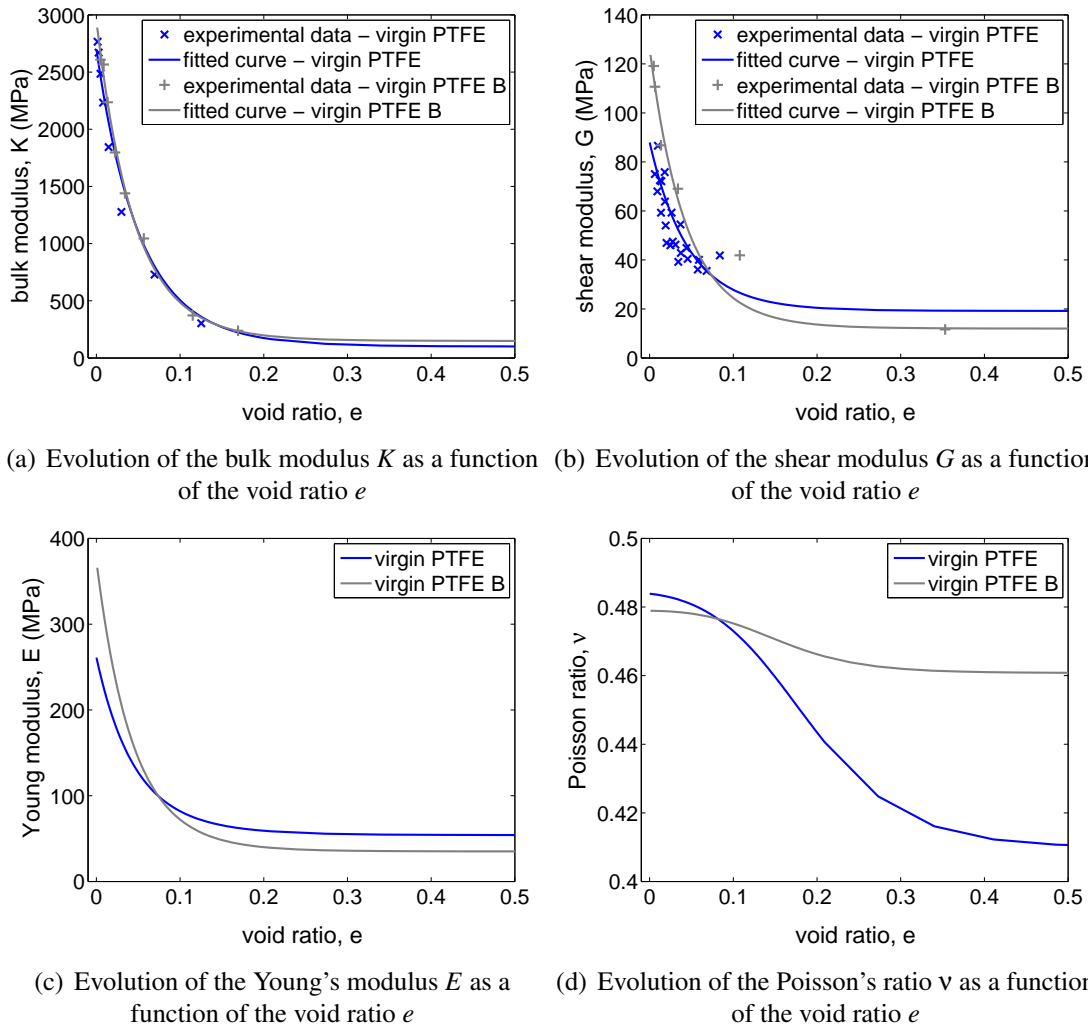 3000
2500
2000
1500
1000
500
0
bulk modulus, K (MPa)
× experimental data − virgin PTFE
fitted curve − virgin PTFE
+ experimental data − virgin PTFE B
fitted curve − virgin PTFE B
0 0.1 0.2 0.3 0.4 0.5
void ratio, e
(a) Evolution of the bulk modulus K as a function
of the void ratio e
140
120
100
80
60
40
20
0
shear modulus, G (MPa)
× experimental data − virgin PTFE
fitted curve − virgin PTFE
+ experimental data − virgin PTFE B
fitted curve − virgin PTFE B
0 0.1 0.2 0.3 0.4 0.5
void ratio, e
(b) Evolution of the shear modulus G as a function
of the void ratio e
400
300
200
100
0
Young modulus, E (MPa)
virgin PTFE
virgin PTFE B
0 0.1 0.2 0.3 0.4 0.5
void ratio, e
(c) Evolution of the Young's modulus E as a
function of the void ratio e
0.5
0.48
0.46
0.44
0.42
0.4
Poisson ratio, ν
virgin PTFE
virgin PTFE B
0 0.1 0.2 0.3 0.4 0.5
void ratio, e
(d) Evolution of the Poisson's ratio ν as a function
of the void ratio e